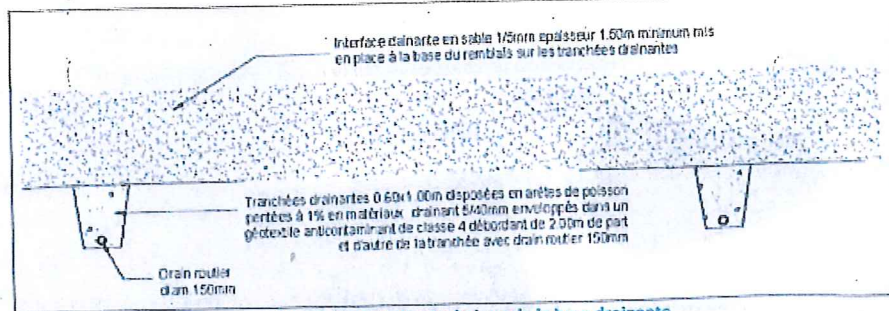 Interface dainarte en sable 1/5mm epaisseur 1.50m minimum mis
en place à la base du remblais sur les tranchées drainantes
Tranchées drainantes 0.60x1.00m disposées en arêtes de poisson
pentées à 1% en matériaux drainant 5/40mm enveloppés dans un
géotextile anticontaminant de classe 4 débordant de 2.00m de part
et d'autre de la tranchée avec drain routier 150mm
Drain routier
diam 150mm
drainante